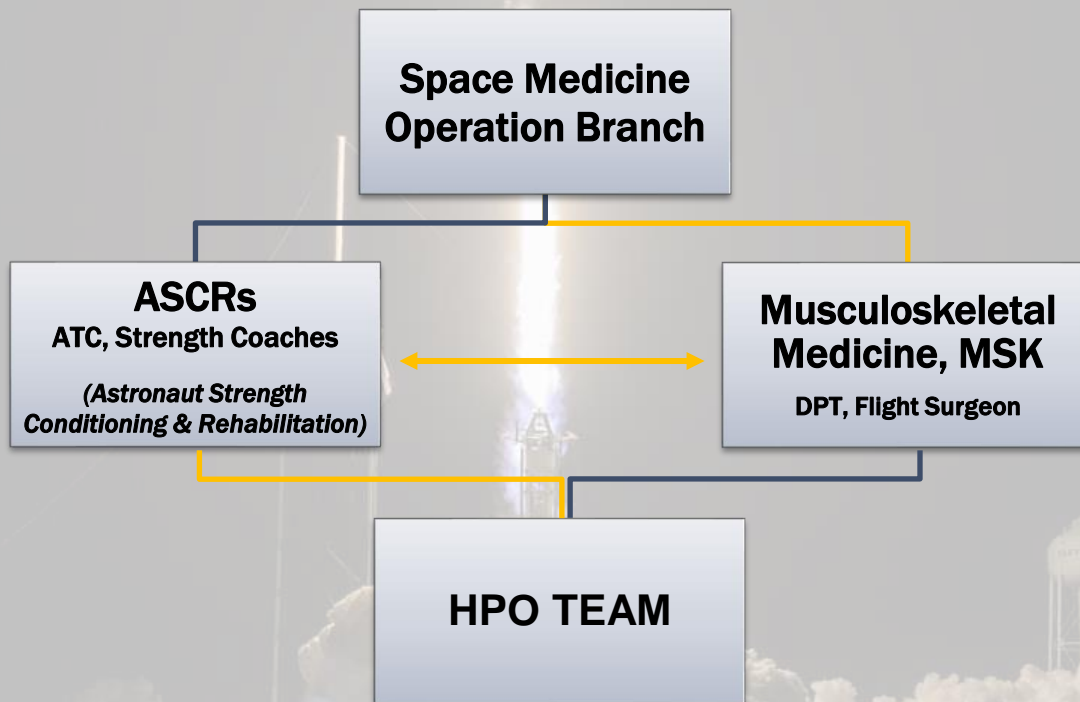 Space Medicine
Operation Branch
ASCRs
ATC, Strength Coaches
(Astronaut Strength
Conditioning & Rehabilitation)
Musculoskeletal
Medicine, MSK
DPT, Flight Surgeon
HPO TEAM